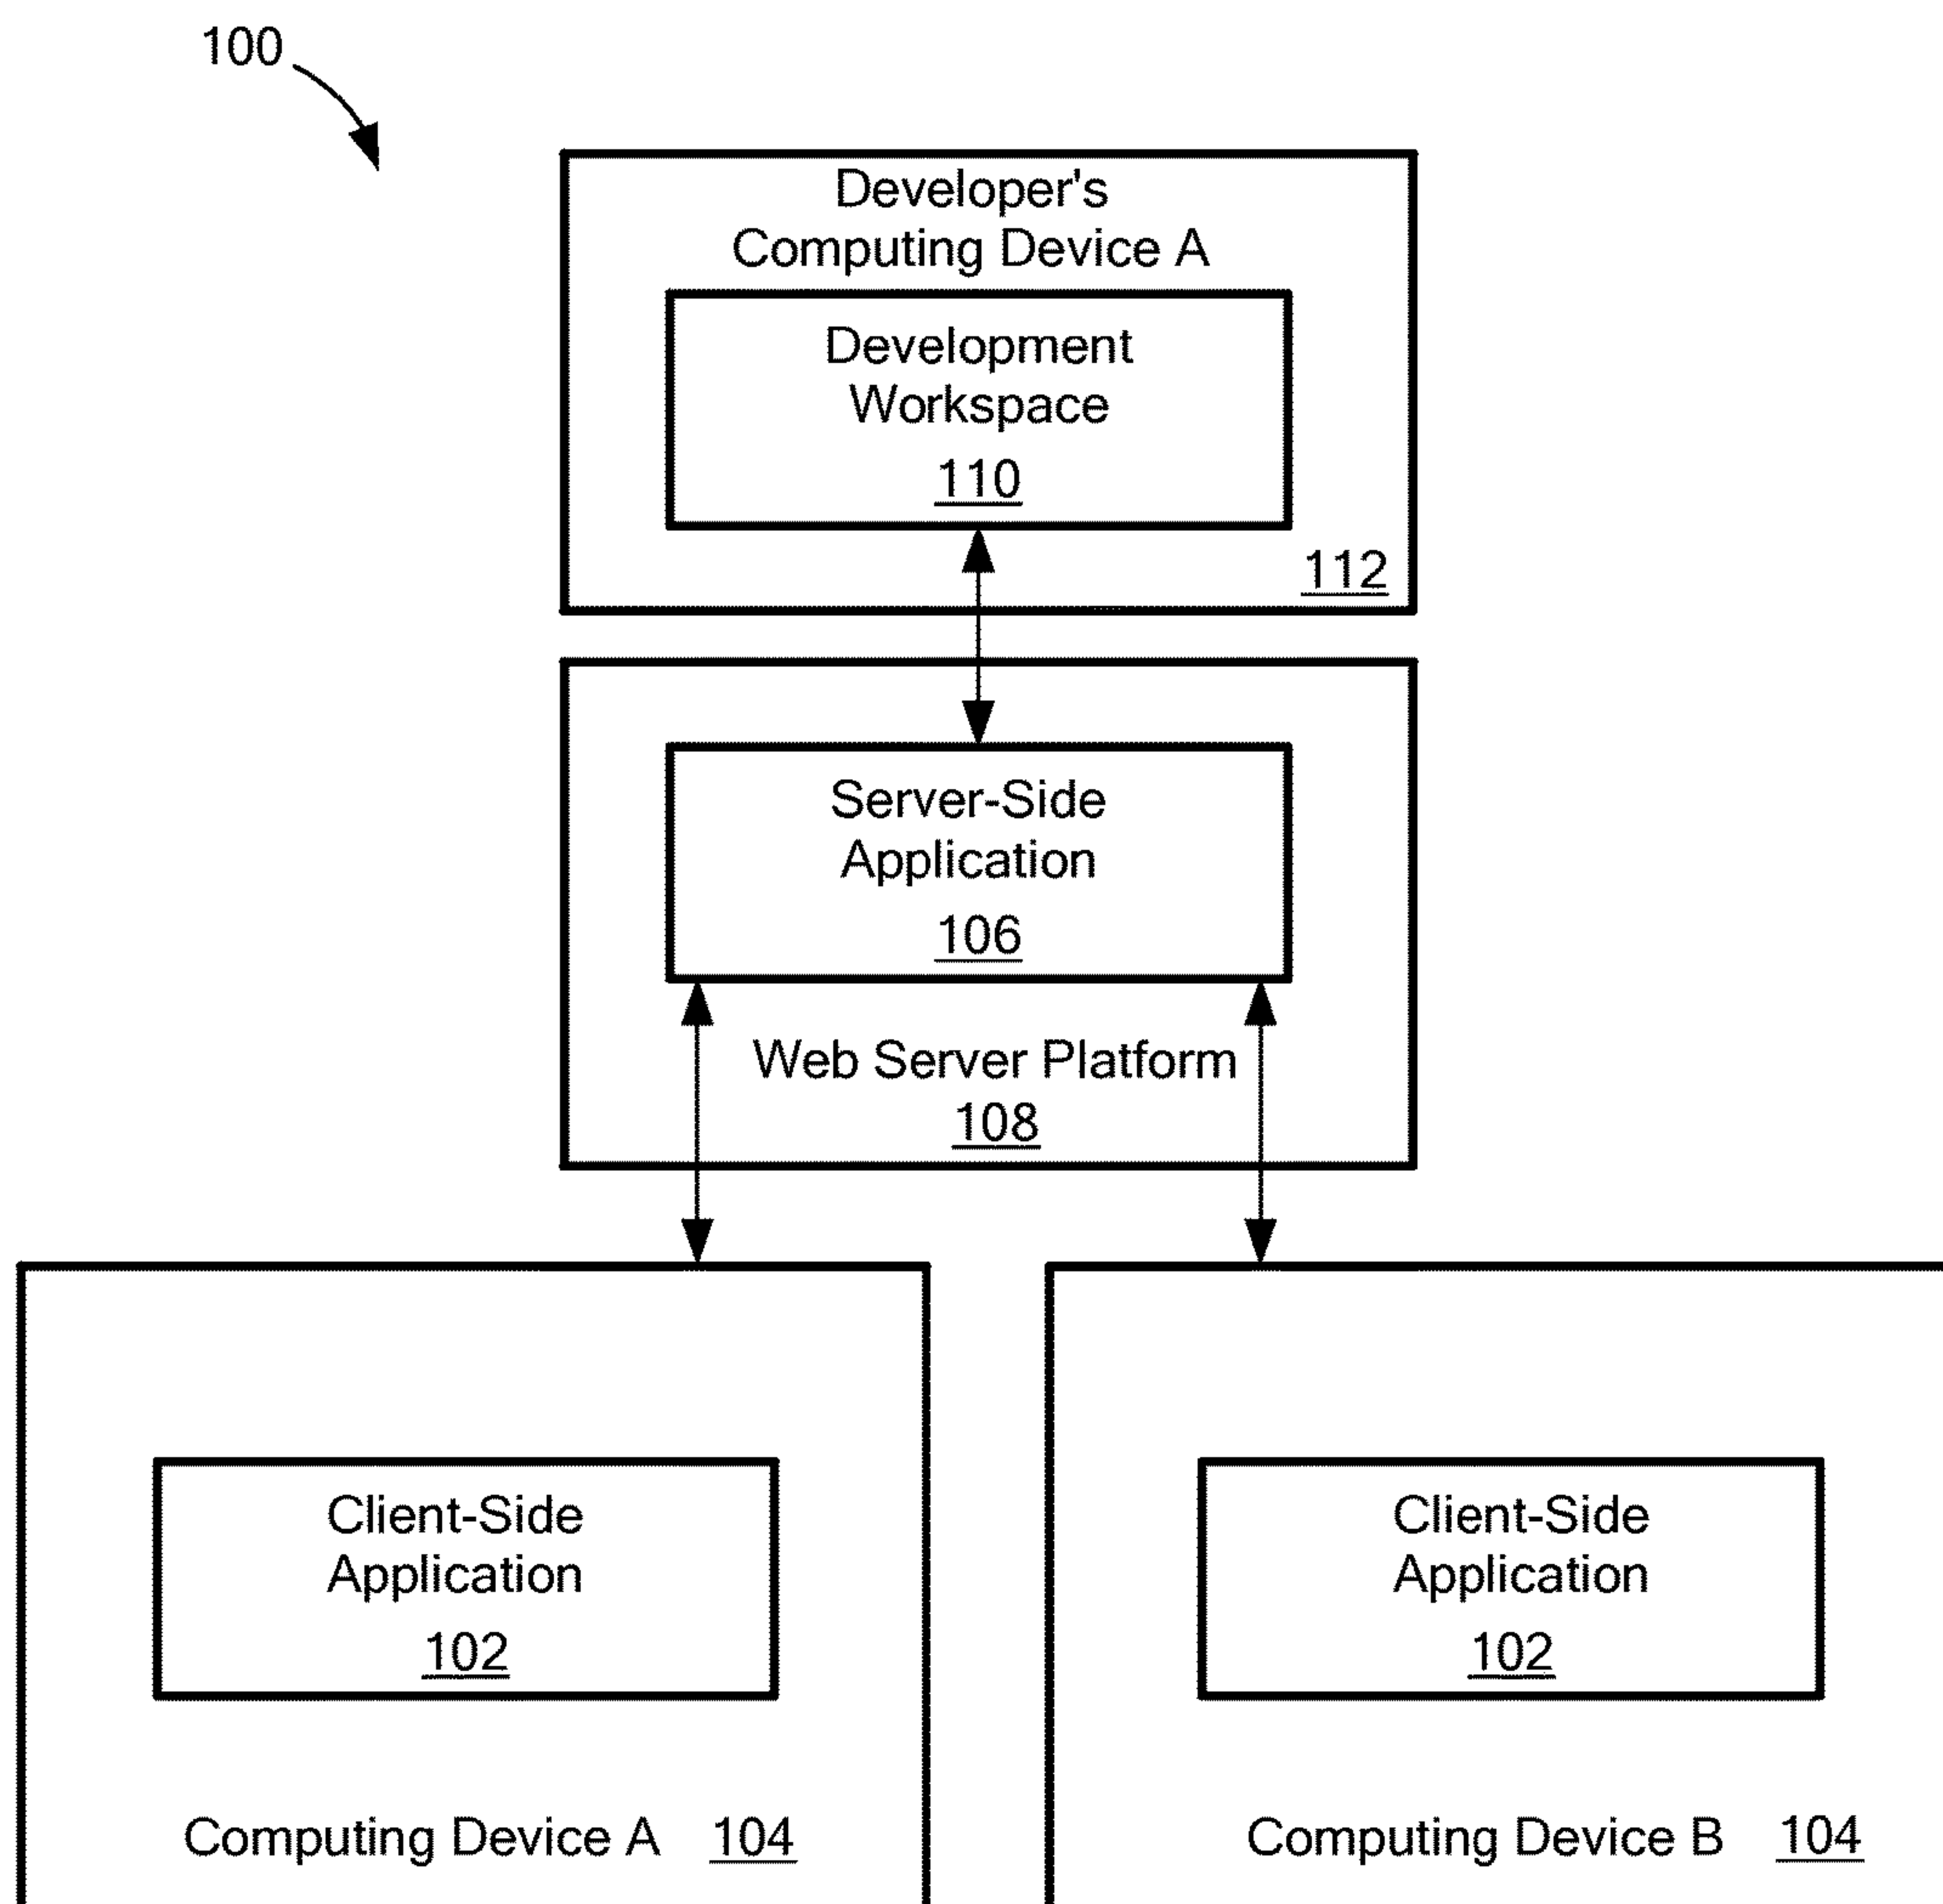 100
Developer's
Computing Device A
Development
Workspace
110
112
Server-Side
Application
106
Web Server Platform
108
Client-Side
Application
102
Computing Device A 104
Client-Side
Application
102
Computing Device B 104